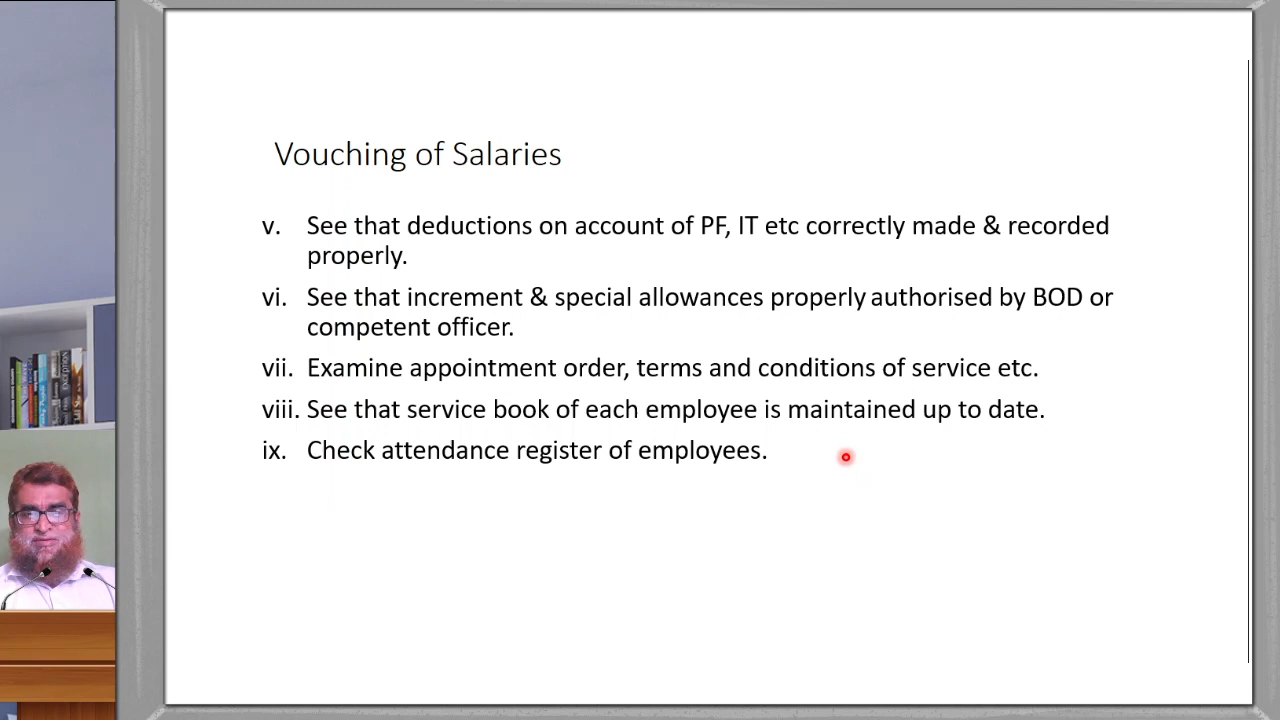 Vouching of Salaries
v. See that deductions on account of PF, IT etc correctly made & recorded
properly.
vi. See that increment & special allowances properly authorised by BOD or
competent officer.
vii. Examine appointment order, terms and conditions of service etc.
viii. See that service book of each employee is maintained up to date.
ix. Check attendance register of employees.